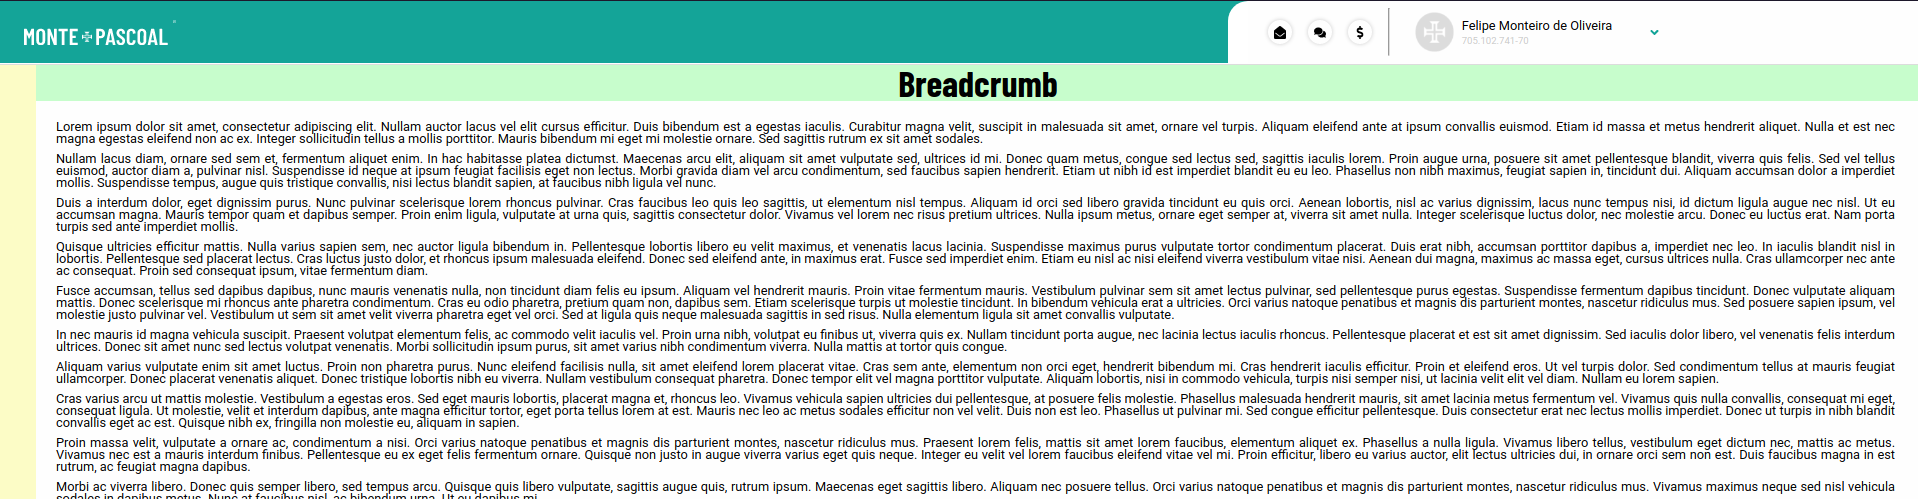 MONTE PASCOAL
Felipe Monteiro de Oliveira
705.102.741-70
Breadcrumb
Lorem ipsum dolor sit amet, consectetur adipiscing elit. Nullam auctor lacus vel elit cursus efficitur. Duis bibendum est a egestas iaculis. Curabitur magna velit, suscipit in malesuada sit amet, ornare vel turpis. Aliquam eleifend ante at ipsum convallis euismod. Etiam id massa et metus hendrerit aliquet. Nulla et est nec
magna egestas eleifend non ac ex. Integer sollicitudin tellus a mollis porttitor. Mauris bibendum mi eget mi molestie ornare. Sed sagittis rutrum ex sit amet sodales.
Nullam lacus diam, ornare sed sem et, fermentum aliquet enim. In hac habitasse platea dictumst. Maecenas arcu elit, aliquam sit amet vulputate sed, ultrices id mi. Donec quam metus, congue sed lectus sed, sagittis iaculis lorem. Proin augue urna, posuere sit amet pellentesque blandit, viverra quis felis. Sed vel tellus
euismod, auctor diam a, pulvinar nisl. Suspendisse id neque at ipsum feugiat facilisis eget non lectus. Morbi gravida diam vel arcu condimentum, sed faucibus sapien hendrerit. Etiam ut nibh id est imperdiet blandit eu eu leo. Phasellus non nibh maximus, feugiat sapien in, tincidunt dui. Aliquam accumsan dolor a imperdiet
mollis. Suspendisse tempus, augue quis tristique convallis, nisi lectus blandit sapien, at faucibus nibh ligula vel nunc.
Duis a interdum dolor, eget dignissim purus. Nunc pulvinar scelerisque lorem rhoncus pulvinar. Cras faucibus leo quis leo sagittis, ut elementum nisl tempus. Aliquam id orci sed libero gravida tincidunt eu quis orci. Aenean lobortis, nisl ac varius dignissim, lacus nunc tempus nisi, id dictum ligula augue nec nisl. Ut eu
accumsan magna. Mauris tempor quam et dapibus semper. Proin enim ligula, vulputate at urna quis, sagittis consectetur dolor. Vivamus vel lorem nec risus pretium ultrices. Nulla ipsum metus, ornare eget semper at, viverra sit amet nulla. Integer scelerisque luctus dolor, nec molestie arcu. Donec eu luctus erat. Nam porta
turpis sed ante imperdiet mollis.
Quisque ultricies efficitur mattis. Nulla varius sapien sem, nec auctor ligula bibendum in. Pellentesque lobortis libero eu velit maximus, et venenatis lacus lacinia. Suspendisse maximus purus vulputate tortor condimentum placerat. Duis erat nibh, accumsan porttitor dapibus a, imperdiet nec leo. In iaculis blandit nisl in
lobortis. Pellentesque sed placerat lectus. Cras luctus justo dolor, et rhoncus ipsum malesuada eleifend. Donec sed eleifend ante, in maximus erat. Fusce sed imperdiet enim. Etiam eu nisl ac nisi eleifend viverra vestibulum vitae nisi. Aenean dui magna, maximus ac massa eget, cursus ultrices nulla. Cras ullamcorper nec ante
ac consequat. Proin sed consequat ipsum, vitae fermentum diam.
Fusce accumsan, tellus sed dapibus dapibus, nunc mauris venenatis nulla, non tincidunt diam felis eu ipsum. Aliquam vel hendrerit mauris. Proin vitae fermentum mauris. Vestibulum pulvinar sem sit amet lectus pulvinar, sed pellentesque purus egestas. Suspendisse fermentum dapibus tincidunt. Donec vulputate aliquam
mattis. Donec scelerisque mi rhoncus ante pharetra condimentum. Cras eu odio pharetra, pretium quam non, dapibus sem. Etiam scelerisque turpis ut molestie tincidunt. In bibendum vehicula erat a ultricies. Orci varius natoque penatibus et magnis dis parturient montes, nascetur ridiculus mus. Sed posuere sapien ipsum, vel
molestie justo pulvinar vel. Vestibulum ut sem sit amet velit viverra pharetra eget vel orci. Sed at ligula quis neque malesuada sagittis in sed risus. Nulla elementum ligula sit amet convallis vulputate.
In nec mauris id magna vehicula suscipit. Praesent volutpat elementum felis, ac commodo velit iaculis vel. Proin urna nibh, volutpat eu finibus ut, viverra quis ex. Nullam tincidunt porta augue, nec lacinia lectus iaculis rhoncus. Pellentesque placerat et est sit amet dignissim. Sed iaculis dolor libero, vel venenatis felis interdum
ultrices. Donec sit amet nunc sed lectus volutpat venenatis. Morbi sollicitudin ipsum purus, sit amet varius nibh condimentum viverra. Nulla mattis at tortor quis congue.
Aliquam varius vulputate enim sit amet luctus. Proin non pharetra purus. Nunc eleifend facilisis nulla, sit amet eleifend lorem placerat vitae. Cras sem ante, elementum non orci eget, hendrerit bibendum mi. Cras hendrerit iaculis efficitur. Proin et eleifend eros. Ut vel turpis dolor. Sed condimentum tellus at mauris feugiat
ullamcorper. Donec placerat venenatis aliquet. Donec tristique lobortis nibh eu viverra. Nullam vestibulum consequat pharetra. Donec tempor elit vel magna porttitor vulputate. Aliquam lobortis, nisi in commodo vehicula, turpis nisi semper nisi, ut lacinia velit elit vel diam. Nullam eu lorem sapien.
Cras varius arcu ut mattis molestie. Vestibulum a egestas eros. Sed eget mauris lobortis, placerat magna et, rhoncus leo. Vivamus vehicula sapien ultricies dui pellentesque, at posuere felis molestie. Phasellus malesuada hendrerit mauris, sit amet lacinia metus fermentum vel. Vivamus quis nulla convallis, consequat mi eget,
consequat ligula. Ut molestie, velit et interdum dapibus, ante magna efficitur tortor, eget porta tellus lorem at est. Mauris nec leo ac metus sodales efficitur non vel velit. Duis non est leo. Phasellus ut pulvinar mi. Sed congue efficitur pellentesque. Duis consectetur erat nec lectus mollis imperdiet. Donec ut turpis in nibh blandit
convallis eget ac est. Quisque nibh ex, fringilla non molestie eu, aliquam in sapien.
Proin massa velit, vulputate a ornare ac, condimentum a nisi. Orci varius natoque penatibus et magnis dis parturient montes, nascetur ridiculus mus. Praesent lorem felis, mattis sit amet lorem faucibus, elementum aliquet ex. Phasellus a nulla ligula. Vivamus libero tellus, vestibulum eget dictum nec, mattis ac metus.
Vivamus nec est a mauris interdum finibus. Pellentesque eu ex eget felis fermentum ornare. Quisque non justo in augue viverra varius eget quis neque. Integer eu velit vel lorem faucibus eleifend vitae vel mi. Proin efficitur, libero eu varius auctor, elit lectus ultricies dui, in ornare orci sem non est. Duis faucibus magna in est
rutrum, ac feugiat magna dapibus.
Morbi ac viverra libero. Donec quis semper libero, sed tempus arcu. Quisque quis libero vulputate, sagittis augue quis, rutrum ipsum. Maecenas eget sagittis libero. Aliquam nec posuere tellus. Orci varius natoque penatibus et magnis dis parturient montes, nascetur ridiculus mus. Vivamus maximus neque sed nisl vehicula
sodales in dapibus metus. Nunc at faucibus nisl, ac bibendum urna. Ut eu dapibus mi.